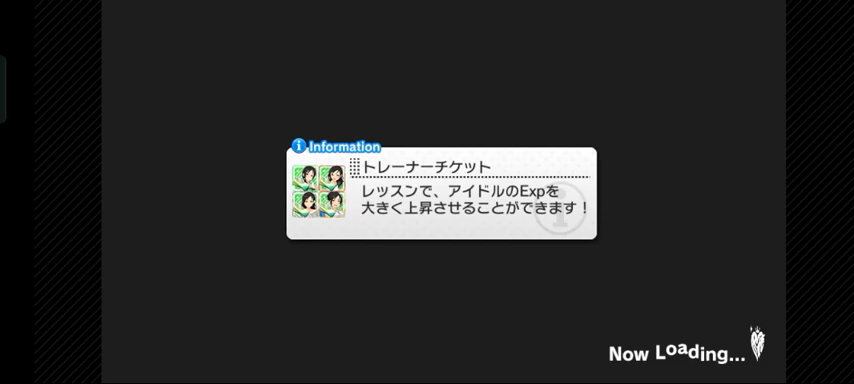 Information
トレーナーチケット
レッスンで、アイドルのExpを
大きく上昇させることができます！
Now Loading...